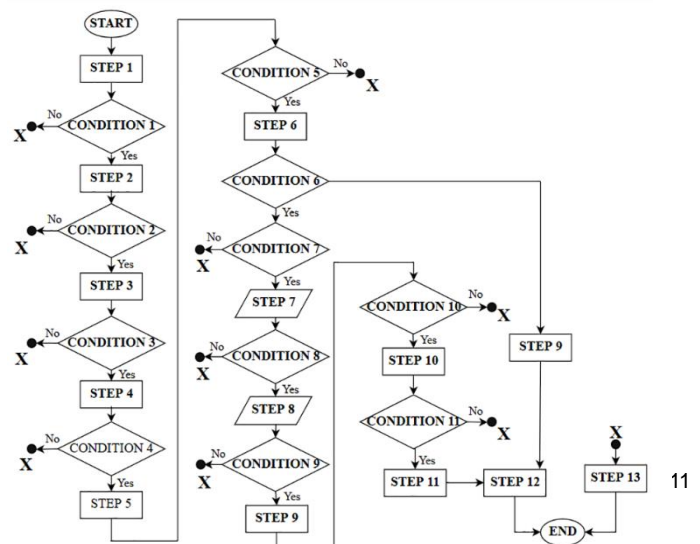 START
STEP 1
No
X
CONDITION 1
Yes
STEP 2
No
X
CONDITION 2
Yes
STEP 3
No
X
CONDITION 3
Yes
STEP 4
No
X
CONDITION 4
Yes
STEP 5
CONDITION 5
No
X
Yes
STEP 6
CONDITION 6
Yes
No
X
CONDITION 7
Yes
STEP 7
No
X
CONDITION 8
Yes
STEP 8
No
X
CONDITION 9
Yes
STEP 9
CONDITION 10
No
X
Yes
STEP 10
CONDITION 11
No
X
Yes
STEP 11
STEP 9
STEP 12
X
STEP 13
END
11